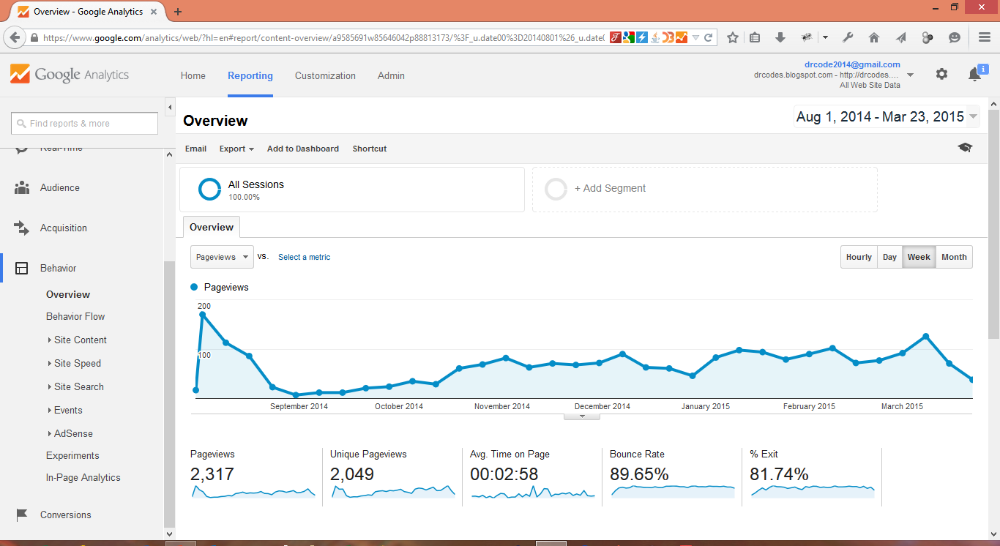 Overview - Google Analytics
https://www.google.com/analytics/web/?hl=en#report/content-overview/a9585691w85646042p88813173/%3F_u.date00%3D20140801%26_u.date0
Google Analytics
Home
Reporting
Customization
Admin
drcode2014@gmail.com
drcodes.blogspot.com - http://drcodes....
All Web Site Data
Find reports & more
Real-Time
Audience
Acquisition
Behavior
Overview
Behavior Flow
Site Content
Site Speed
Site Search
Events
AdSense
Experiments
In-Page Analytics
Conversions
Overview
Aug 1, 2014 - Mar 23, 2015
Email
Export
Add to Dashboard
Shortcut
All Sessions
100.00%
+ Add Segment
Overview
Pageviews
vs.
Select a metric
Hourly
Day
Week
Month
Pageviews
200
100
September 2014
October 2014
November 2014
December 2014
January 2015
February 2015
March 2015
Pageviews
2,317
Unique Pageviews
2,049
Avg. Time on Page
00:02:58
Bounce Rate
89.65%
% Exit
81.74%